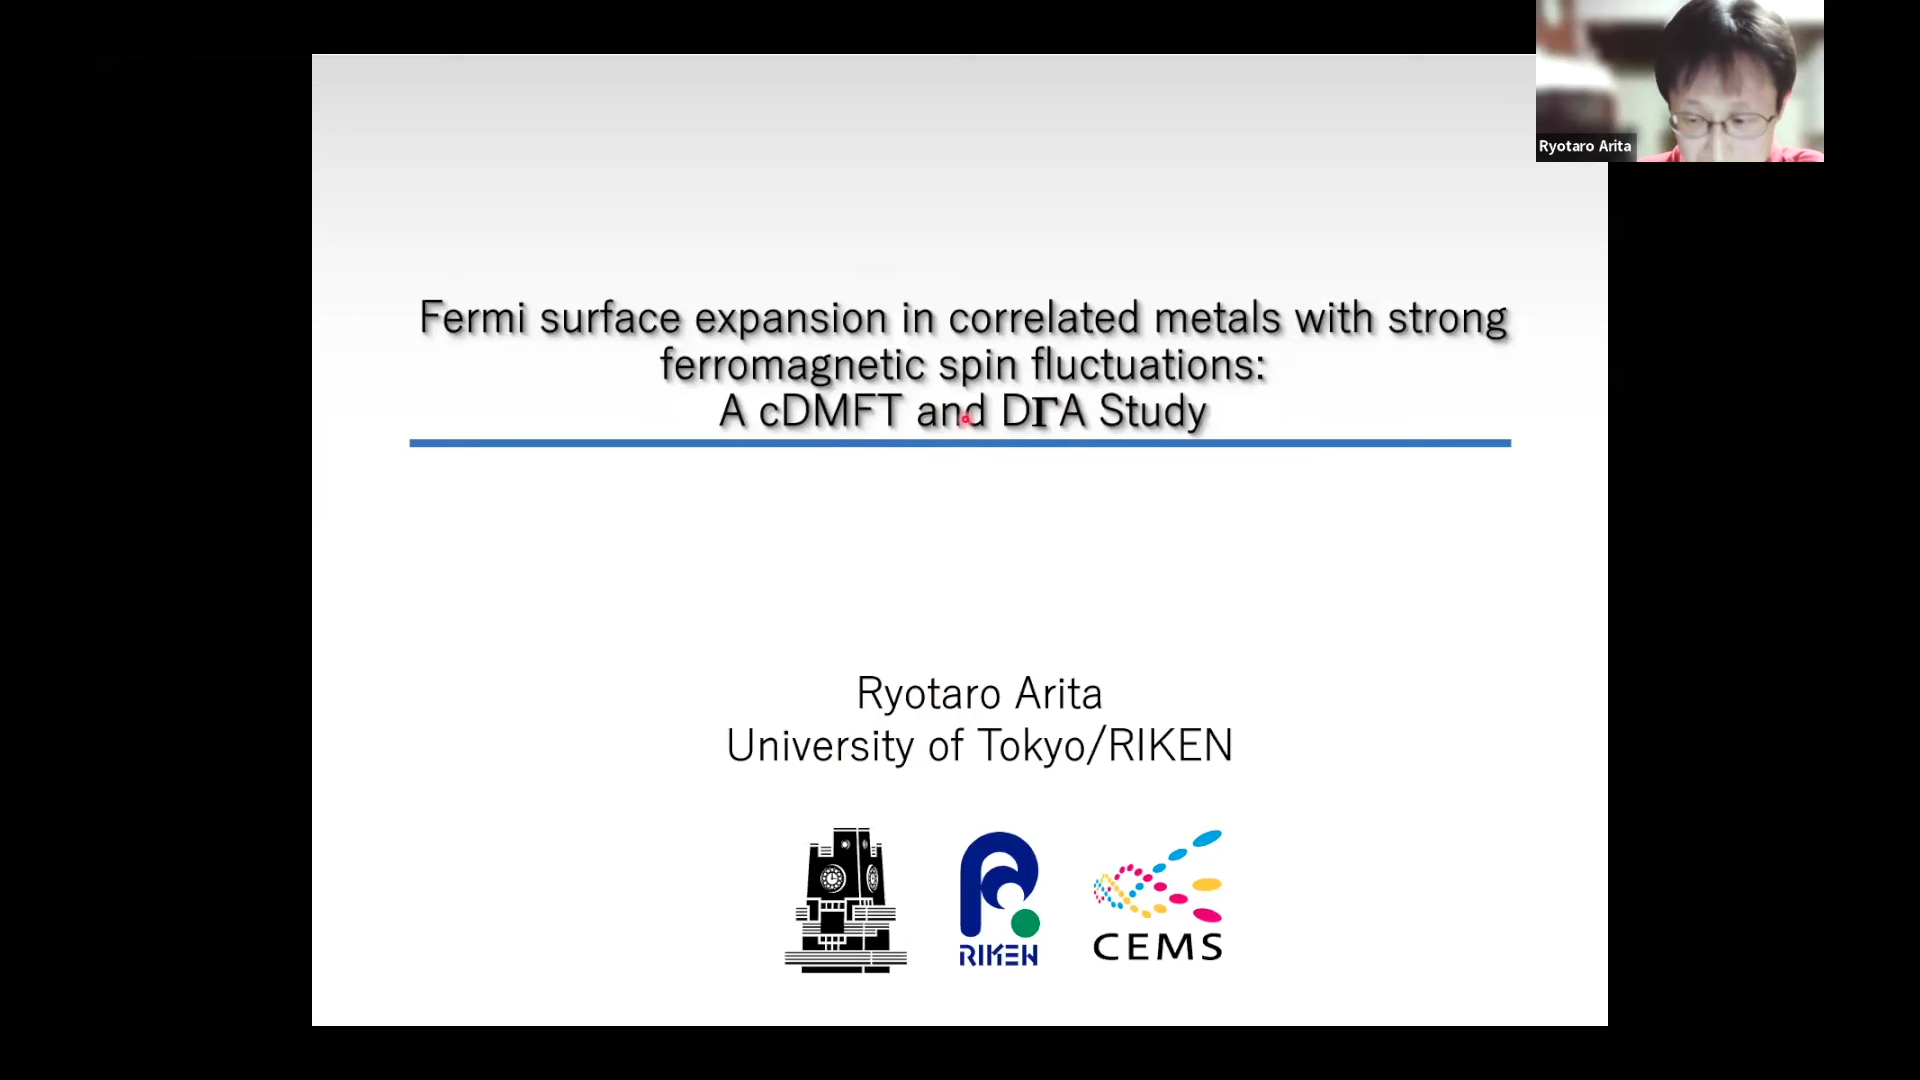 Ryotaro Arita
Fermi surface expansion in correlated metals with strong
ferromagnetic spin fluctuations:
A cDMFT and DΓA Study
Ryotaro Arita
University of Tokyo/RIKEN
RIKEN
CEMS